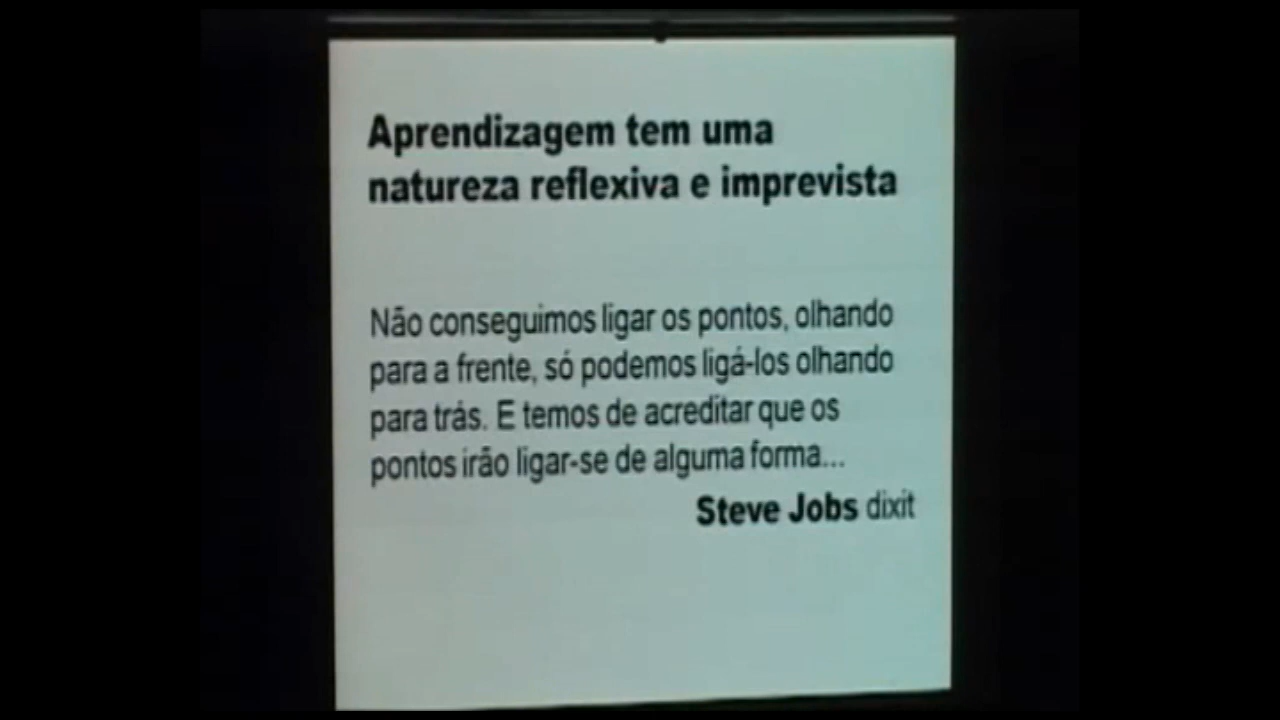 Aprendizagem tem uma
natureza reflexiva e imprevista
Não conseguimos ligar os pontos, olhando
para a frente, só podemos ligá-los olhando
para trás. E temos de acreditar que os
pontos irão ligar-se de alguma forma...
Steve Jobs dixit